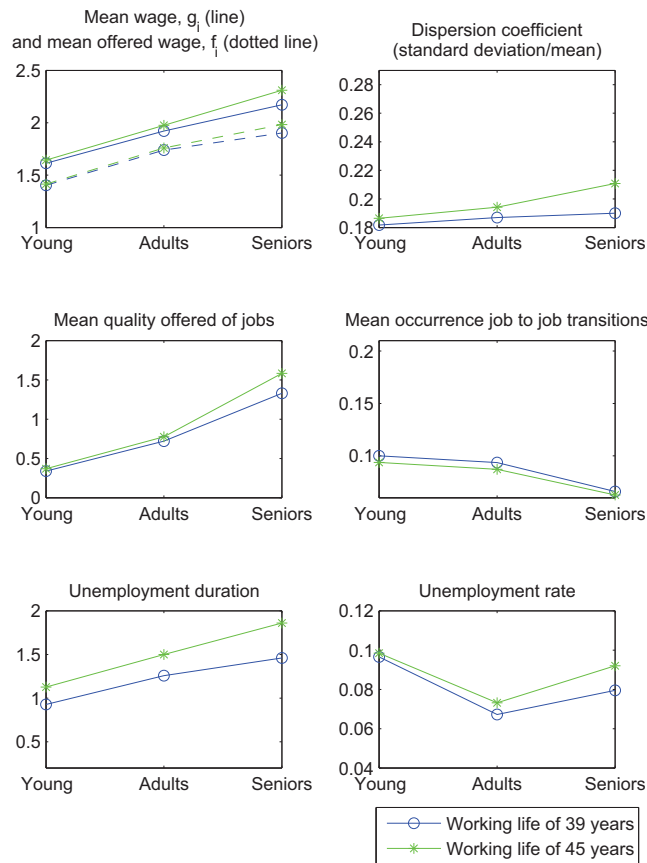 Mean wage, g_i (line)
and mean offered wage, f_i (dotted line)
2.5
2
1.5
1
Young Adults Seniors
Dispersion coefficient
(standard deviation/mean)
0.28
0.26
0.24
0.22
0.2
0.18
Young Adults Seniors
Mean quality offered of jobs
2
1.5
1
0.5
0
Young Adults Seniors
Mean occurrence job to job transitions
0.2
0.15
0.1
Young Adults Seniors
Unemployment duration
2
1.5
1
0.5
Young Adults Seniors
Unemployment rate
0.12
0.1
0.08
0.06
0.04
Young Adults Seniors
Working life of 39 years
Working life of 45 years